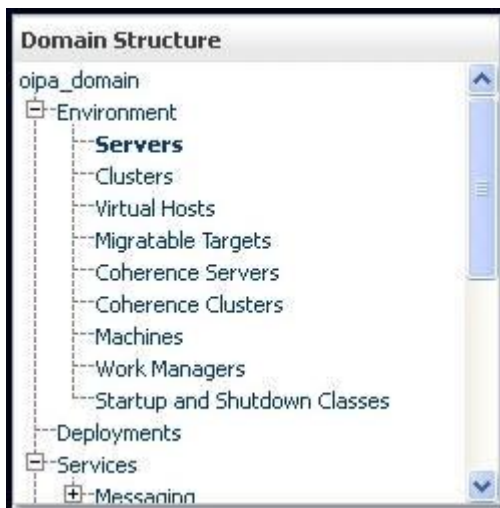 Domain Structure
oipa_domain
Environment
Servers
Clusters
Virtual Hosts
Migratable Targets
Coherence Servers
Coherence Clusters
Machines
Work Managers
Startup and Shutdown Classes
Deployments
Services
Messaging